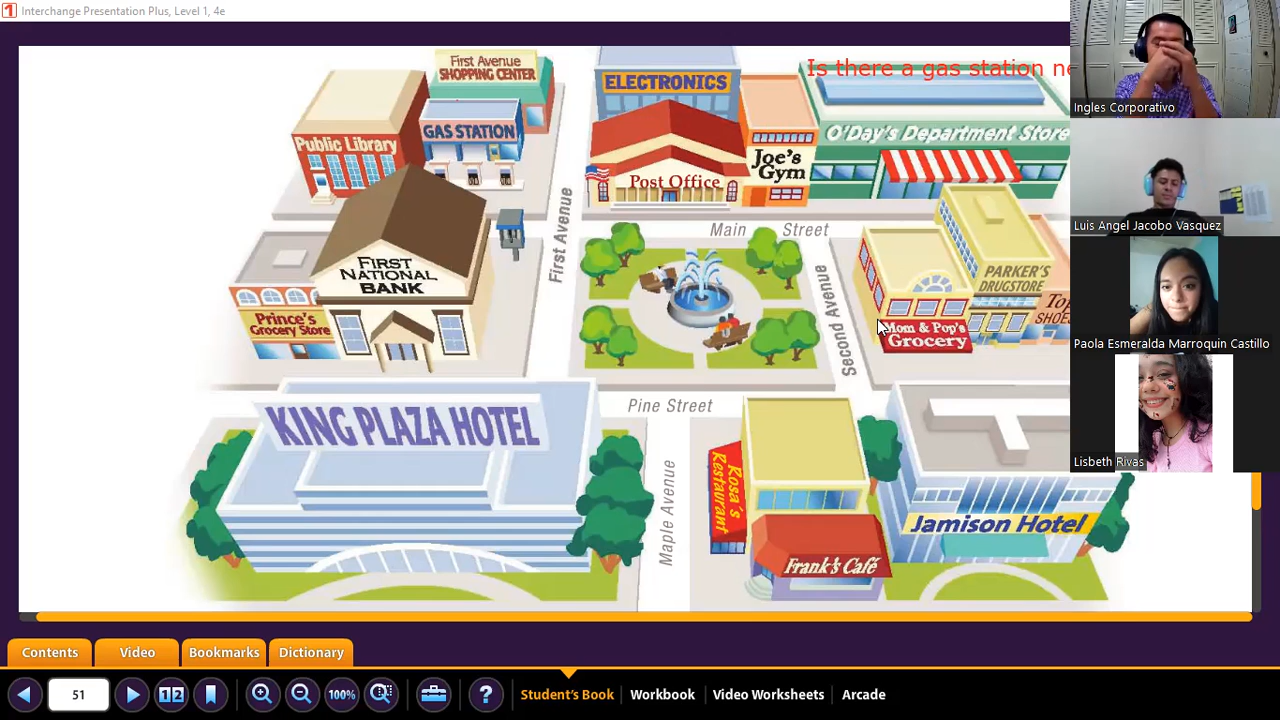 Interchange Presentation Plus, Level 1, 4e
Is there a gas station
First Avenue
SHOPPING CENTER
ELECTRONICS
Public Library
GAS STATION
O'Day's Department Store
Joe's
Gym
Post Office
First Avenue
Main Street
FIRST
NATIONAL
BANK
Prince's
Grocery Store
PARKER'S
DRUGSTORE
SHOES
Second Avenue
Mom & Pop's
Grocery
KING PLAZA HOTEL
Pine Street
Maple Avenue
Rosa's
Restaurant
Frank's Café
Jamison Hotel
Ingles Corporativo
Luis Angel Jacobo Vasquez
Paola Esmeralda Marroquin Castillo
Lisbeth Rivas
Contents
Video
Bookmarks
Dictionary
51
1 2
100%
?
Student's Book
Workbook
Video Worksheets
Arcade